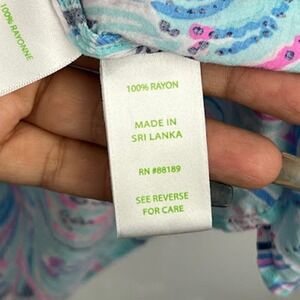 100% RAYONNE
100% RAYON
MADE IN
SRI LANKA
RN #88189
SEE REVERSE
FOR CARE